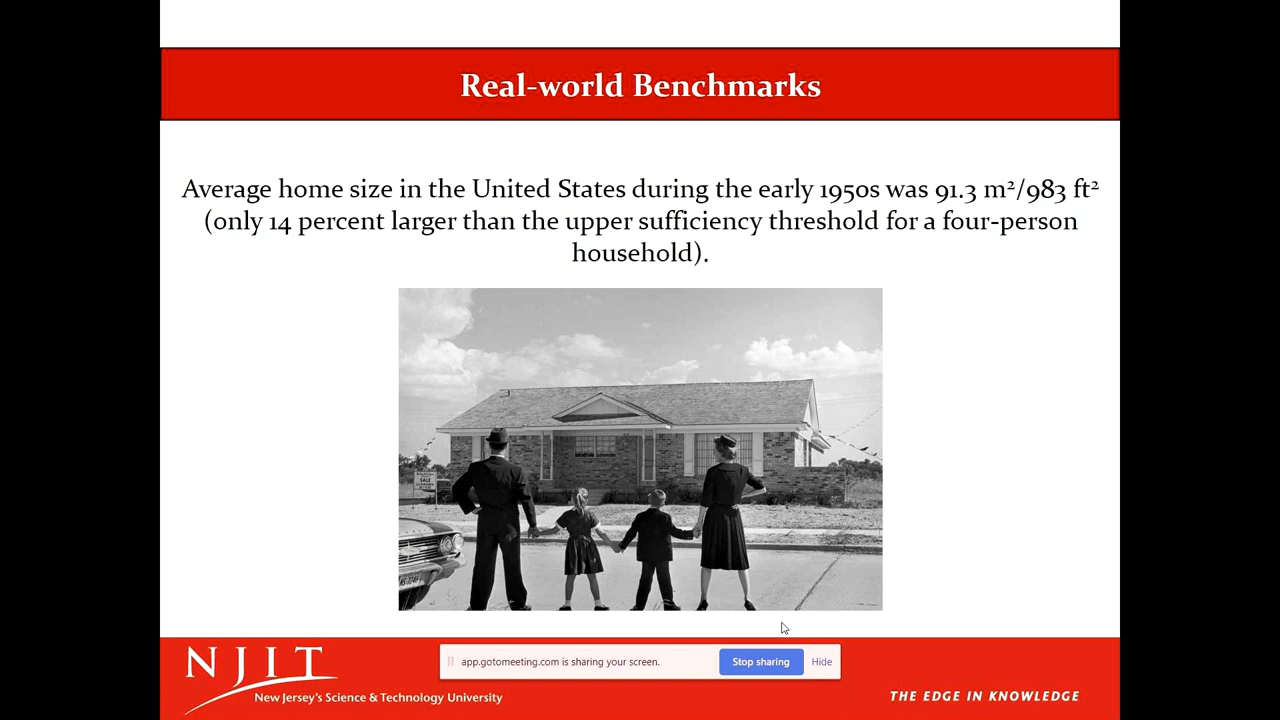 Real-world Benchmarks
Average home size in the United States during the early 1950s was 91.3 m²/983 ft²
(only 14 percent larger than the upper sufficiency threshold for a four-person
household).
SALE
NJIT
New Jersey's Science & Technology University
app.gotomeeting.com is sharing your screen.
Stop sharing
Hide
THE EDGE IN KNOWLEDGE